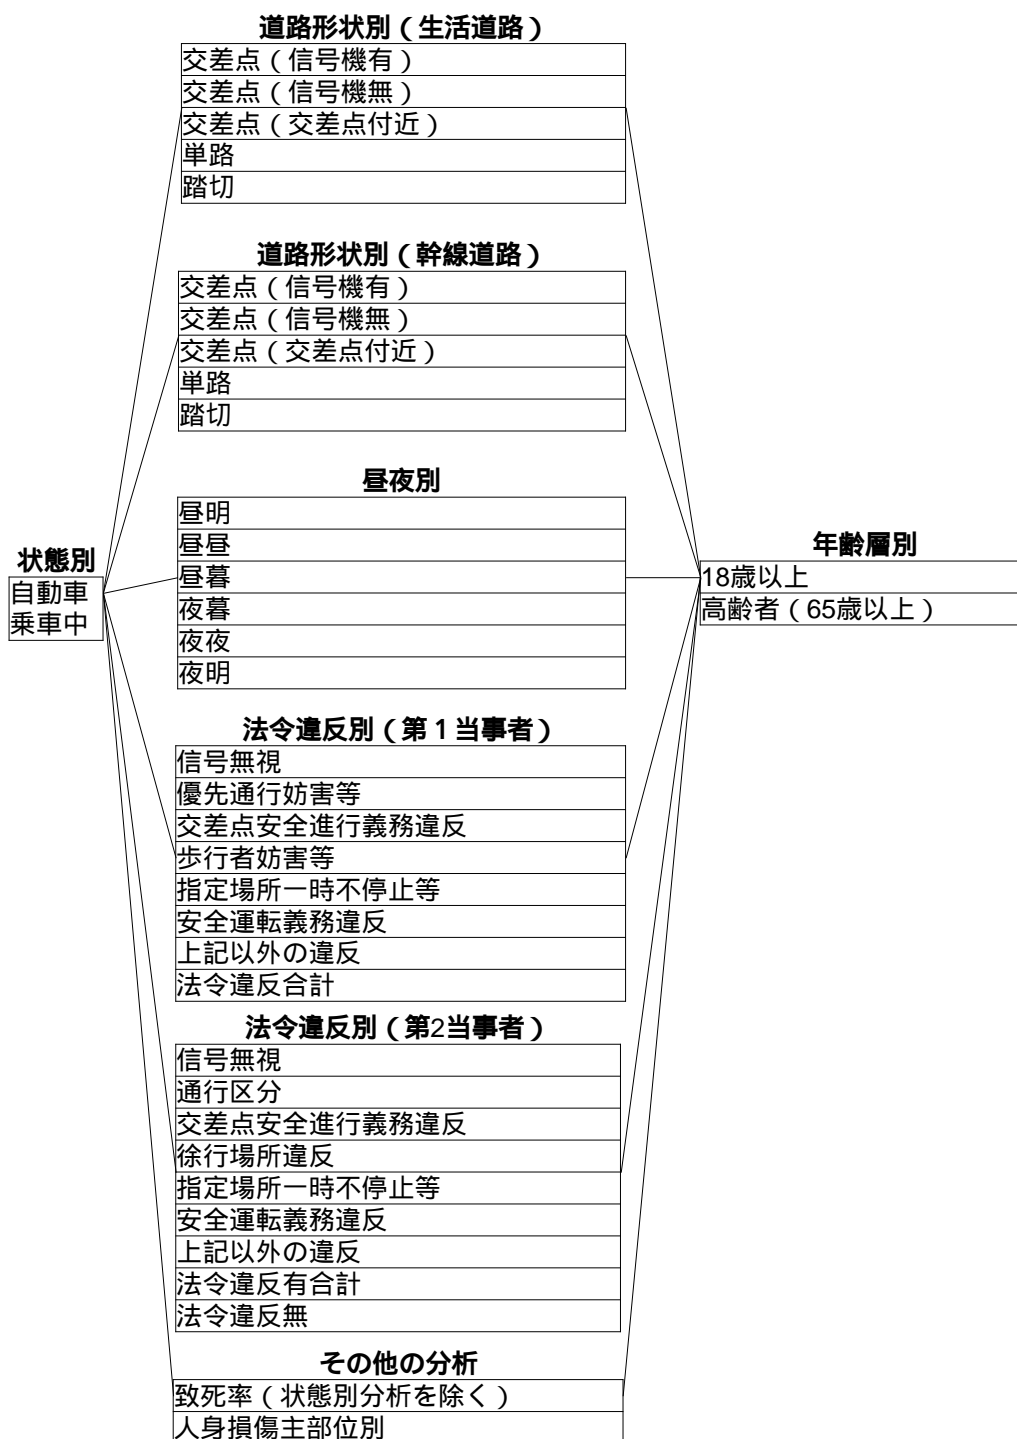 道路形状別（生活道路）
交差点（信号機有）
交差点（信号機無）
交差点（交差点付近）
単路
踏切
道路形状別（幹線道路）
交差点（信号機有）
交差点（信号機無）
交差点（交差点付近）
単路
踏切
昼夜別
昼明
昼昼
昼暮
夜暮
夜夜
夜明
状態別
自動車
乗車中
年齢層別
18歳以上
高齢者（65歳以上）
法令違反別（第１当事者）
信号無視
優先通行妨害等
交差点安全進行義務違反
歩行者妨害等
指定場所一時不停止等
安全運転義務違反
上記以外の違反
法令違反合計
法令違反別（第2当事者）
信号無視
通行区分
交差点安全進行義務違反
徐行場所違反
指定場所一時不停止等
安全運転義務違反
上記以外の違反
法令違反有合計
法令違反無
その他の分析
致死率（状態別分析を除く）
人身損傷主部位別